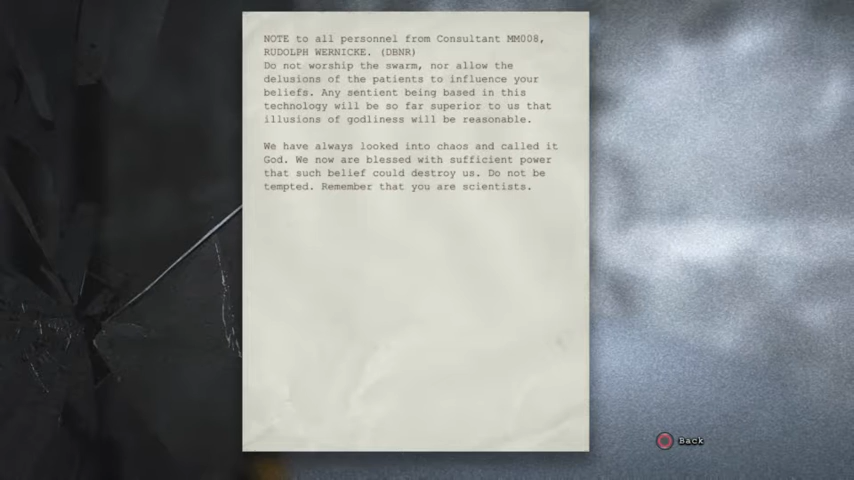 NOTE to all personnel from Consultant MM008,
RUDOLPH WERNICKE. (DBNR)
Do not worship the swarm, nor allow the
delusions of the patients to influence your
beliefs. Any sentient being based in this
technology will be so far superior to us that
illusions of godliness will be reasonable.
We have always looked into chaos and called it
God. We now are blessed with sufficient power
that such belief could destroy us. Do not be
tempted. Remember that you are scientists.
Back